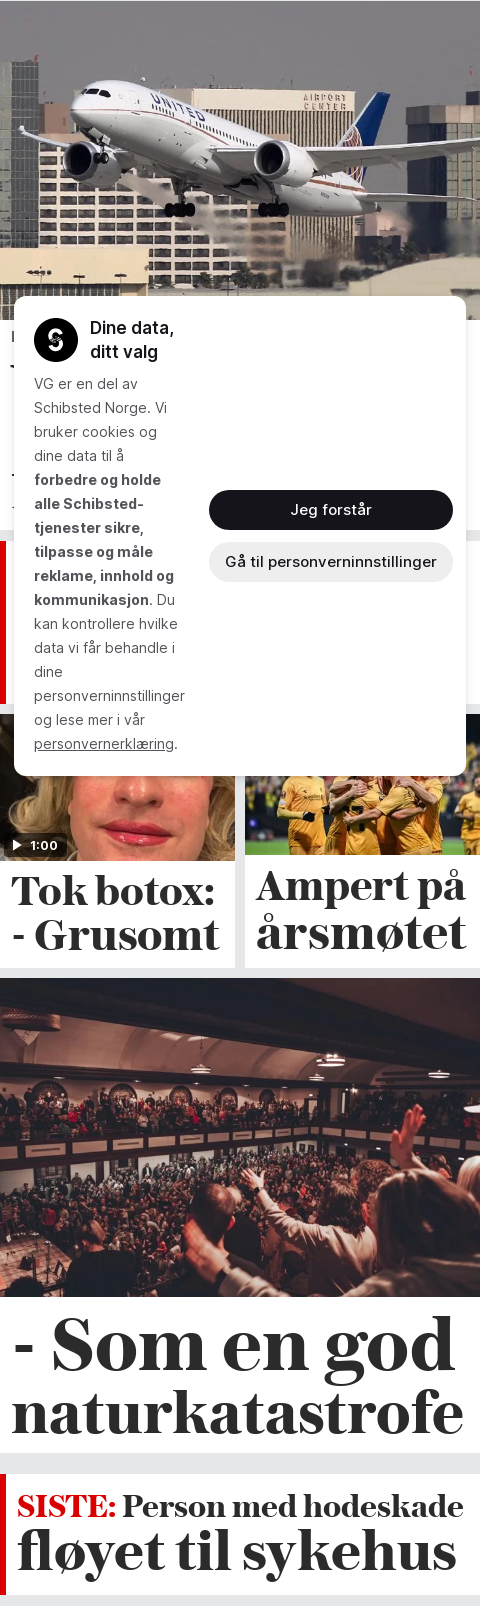 AIRPORT
CENTER
UNITED
Dine data,
ditt valg
VG er en del av
Schibsted Norge. Vi
bruker cookies og
dine data til å
forbedre og holde
alle Schibsted-
tjenester sikre,
tilpasse og måle
reklame, innhold og
kommunikasjon. Du
kan kontrollere hvilke
data vi får behandle i
dine
personverninnstillinger
og lese mer i vår
personvernerklæring.
Jeg forstår
Gå til personverninnstillinger
1:00
Tok botox:
- Grusomt
Ampert på
årsmøtet
- Som en god
naturkatastrofe
SISTE: Person med hodeskade
fløyet til sykehus